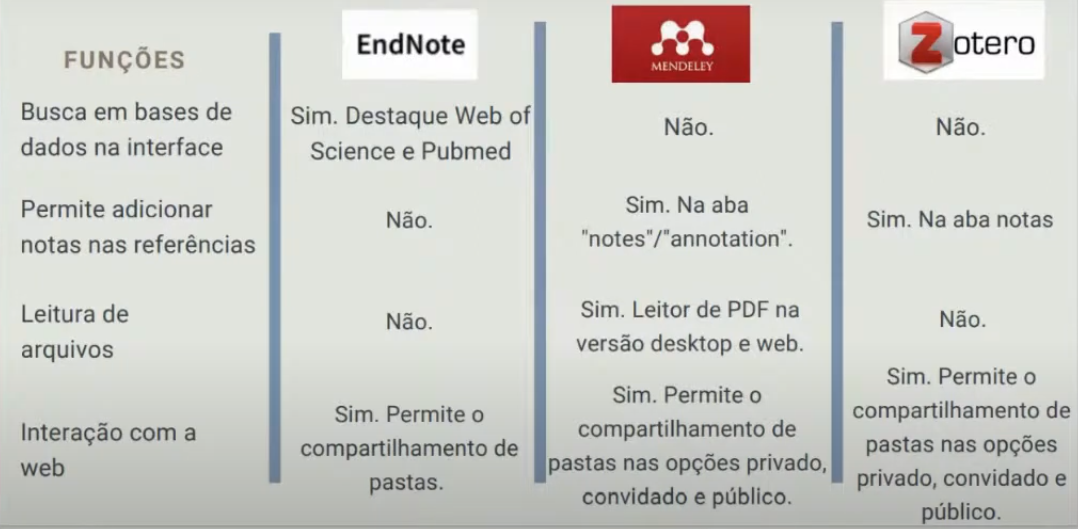 FUNÇÕES
EndNote
MENDELEY
Zotero
Busca em bases de
dados na interface
Sim. Destaque Web of
Science e Pubmed
Não.
Não.
Permite adicionar
notas nas referências
Não.
Sim. Na aba
"notes"/"annotation".
Sim. Na aba notas
Leitura de
arquivos
Não.
Sim. Leitor de PDF na
versão desktop e web.
Não.
Interação com a
web
Sim. Permite o
compartilhamento de
pastas.
Sim. Permite o
compartilhamento de
pastas nas opções privado,
convidado e público.
Sim. Permite o
compartilhamento de
pastas nas opções
privado, convidado e
público.